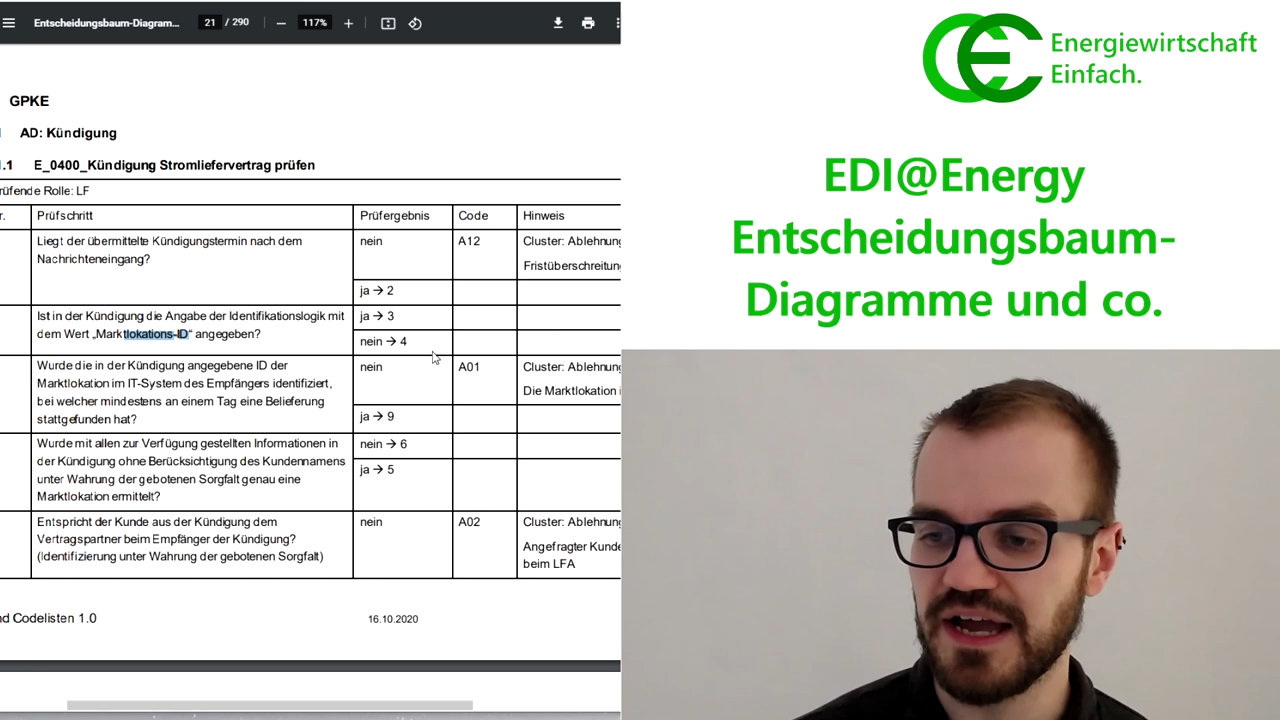 Entscheidungsbaum-Diagram...
21 / 290
117%
GPKE
AD: Kündigung
.1 E_0400_Kündigung Stromliefervertrag prüfen
rüfende Rolle: LF
r. Prüfschritt Prüfergebnis Code Hinweis
Liegt der übermittelte Kündigungstermin nach dem
Nachrichteneingang?
nein A12 Cluster: Ablehnung
Fristüberschreitung
ja → 2
Ist in der Kündigung die Angabe der Identifikationslogik mit
dem Wert „Marktlokations-ID“ angegeben?
ja → 3
nein → 4
Wurde die in der Kündigung angegebene ID der
Marktlokation im IT-System des Empfängers identifiziert,
bei welcher mindestens an einem Tag eine Belieferung
stattgefunden hat?
nein A01 Cluster: Ablehnung
Die Marktlokation
ja → 9
Wurde mit allen zur Verfügung gestellten Informationen in
der Kündigung ohne Berücksichtigung des Kundennamens
unter Wahrung der gebotenen Sorgfalt genau eine
Marktlokation ermittelt?
nein → 6
ja → 5
Entspricht der Kunde aus der Kündigung dem
Vertragspartner beim Empfänger der Kündigung?
(Identifizierung unter Wahrung der gebotenen Sorgfalt)
nein A02 Cluster: Ablehnung
Angefragter Kunde
beim LFA
d Codelisten 1.0
16.10.2020
Energiewirtschaft
Einfach.
EDI@Energy
Entscheidungsbaum-
Diagramme und co.